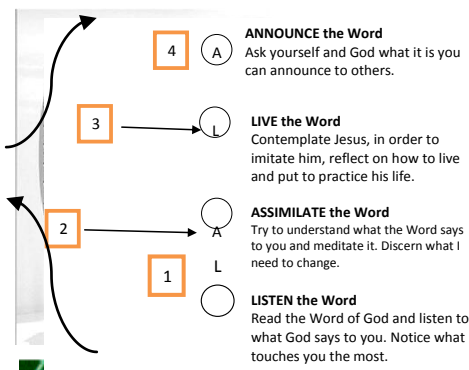 4
A
ANNOUNCE the Word
Ask yourself and God what it is you
can announce to others.
3
L
LIVE the Word
Contemplate Jesus, in order to
imitate him, reflect on how to live
and put to practice his life.
2
A
ASSIMILATE the Word
Try to understand what the Word says
to you and meditate it. Discern what I
need to change.
1
L
LISTEN the Word
Read the Word of God and listen to
what God says to you. Notice what
touches you the most.